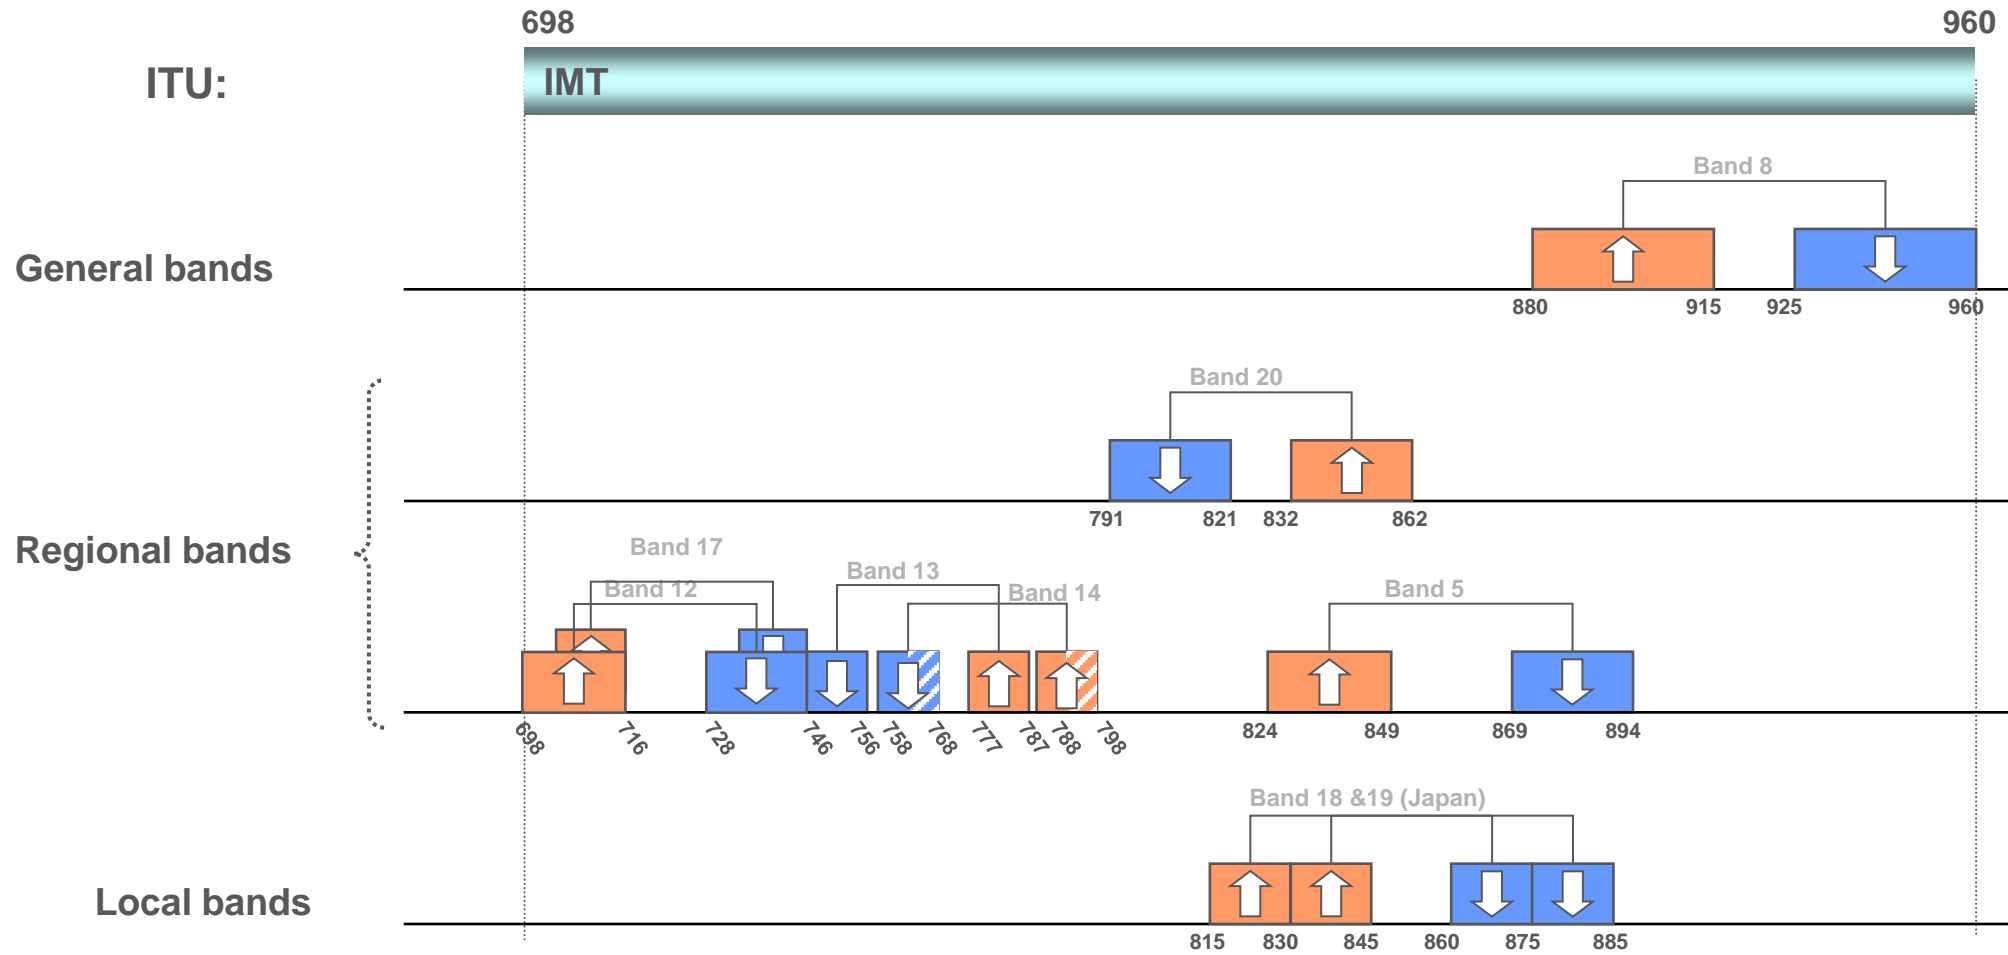 698 960
ITU: IMT
Band 8
General bands
880 915 925 960
Band 20
791 821 832 862
Regional bands
Band 17
Band 13
Band 12 Band 14 Band 5
698 716 728 746 756 758 768 777 787 788 798 824 849 869 894
Band 18 &19 (Japan)
Local bands
815 830 845 860 875 885